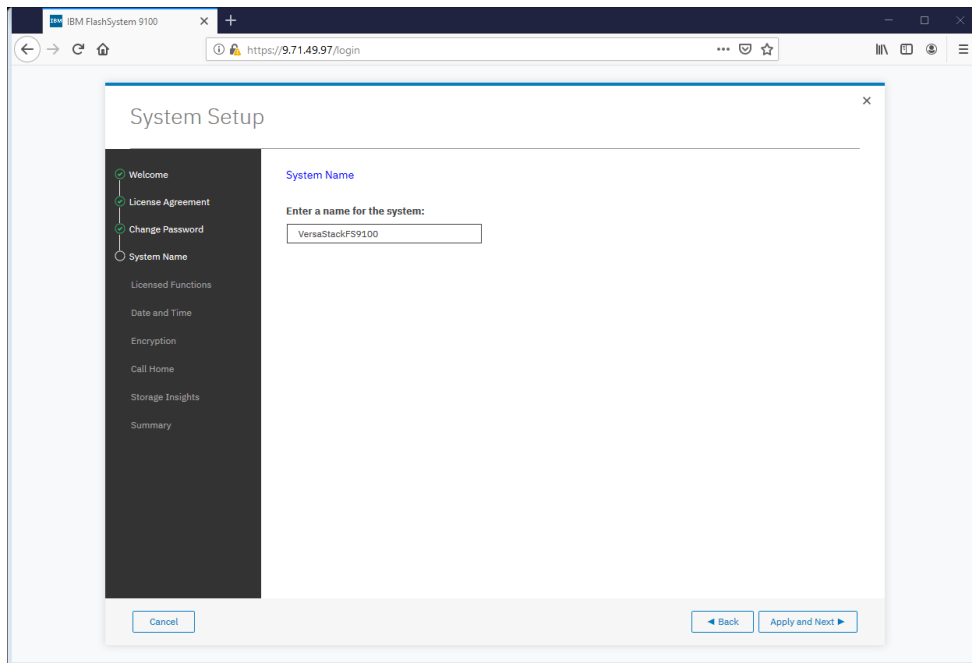 IBM IBM FlashSystem 9100
https://9.71.49.97/login
System Setup
Welcome
License Agreement
Change Password
System Name
Licensed Functions
Date and Time
Encryption
Call Home
Storage Insights
Summary
System Name
Enter a name for the system:
VersaStackFS9100
Cancel
Back
Apply and Next